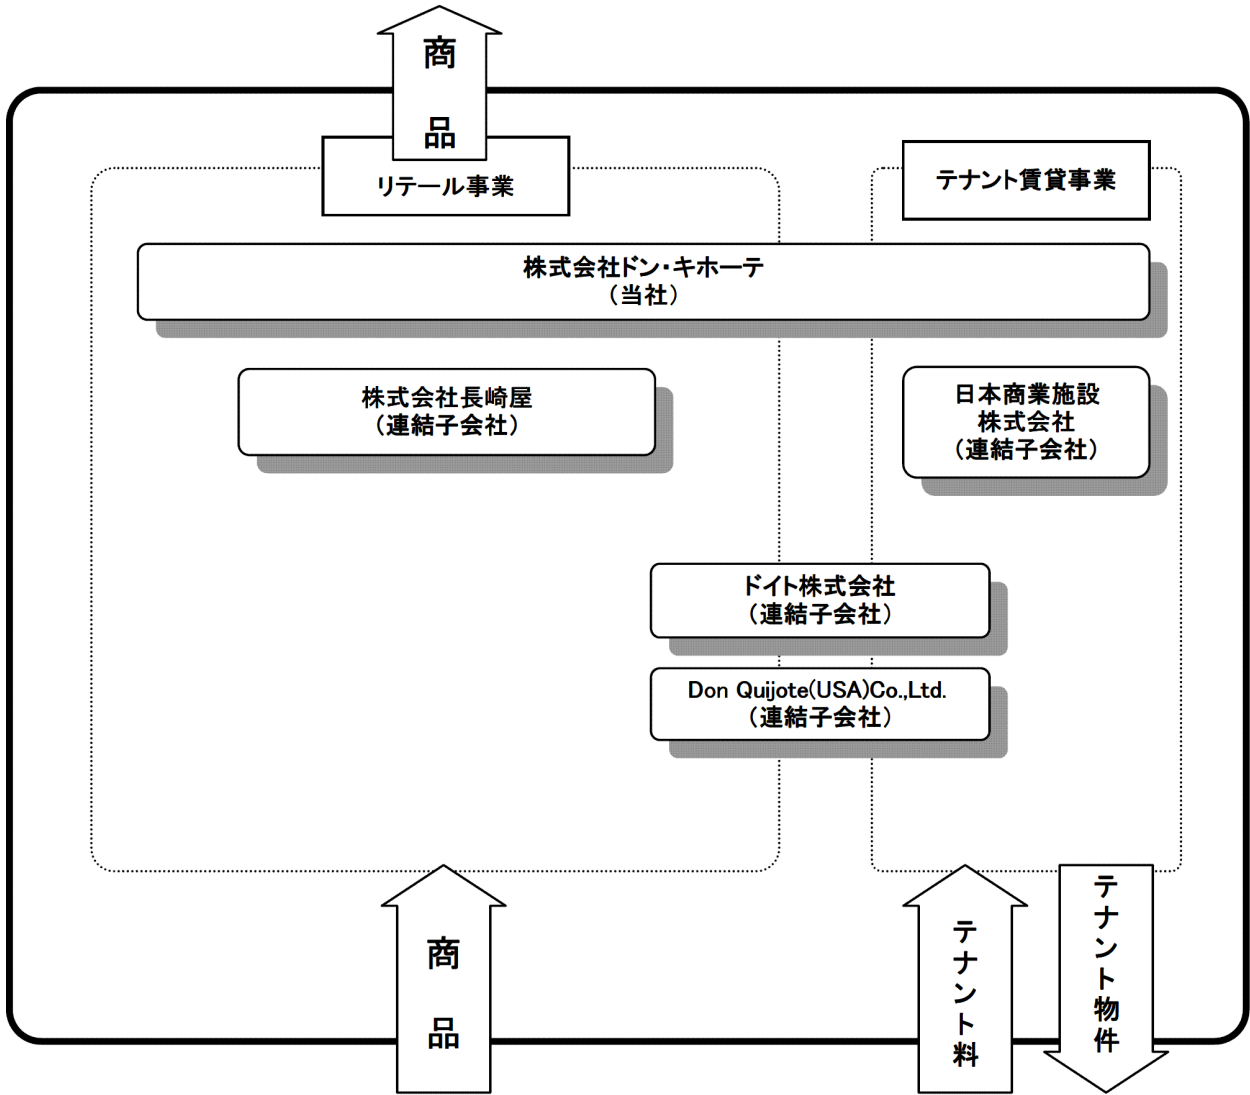 商品
リテール事業
テナント賃貸事業
株式会社ドン・キホーテ
（当社）
株式会社長崎屋
（連結子会社）
日本商業施設
株式会社
（連結子会社）
ドイト株式会社
（連結子会社）
Don Quijote(USA)Co.,Ltd.
（連結子会社）
商品
テナント料
テナント物件